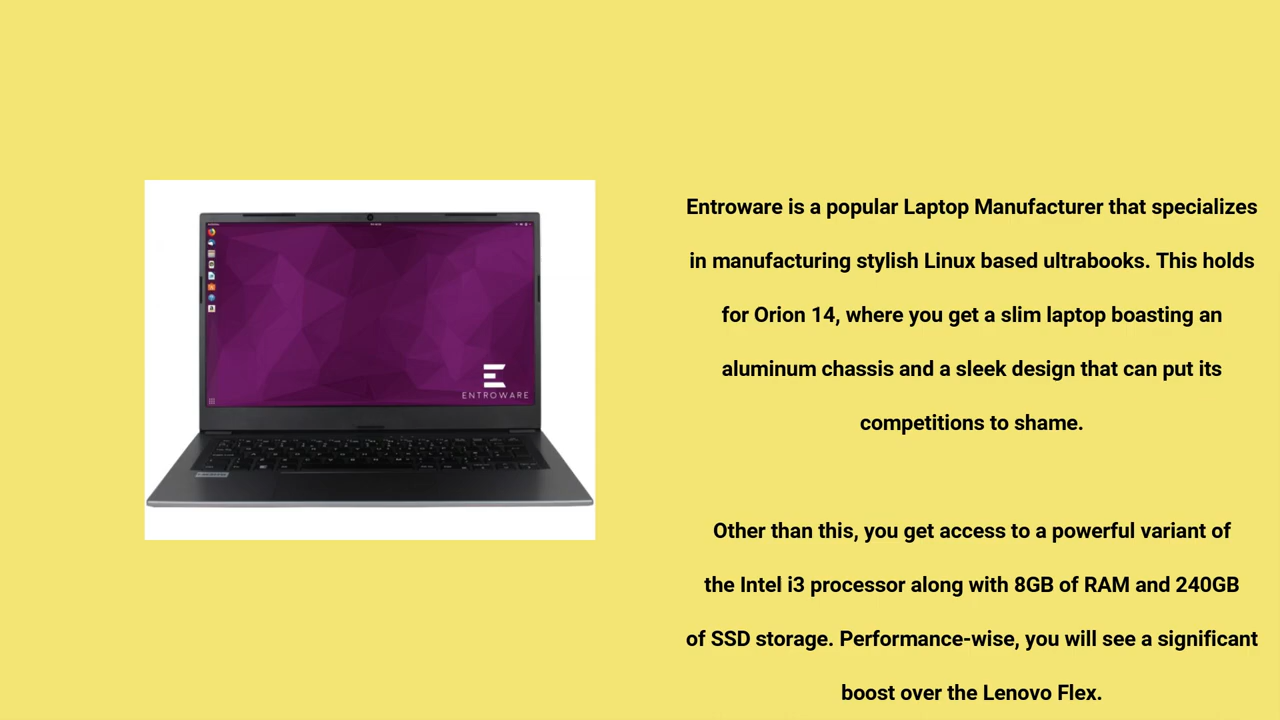 ENTROWARE
Entroware is a popular Laptop Manufacturer that specializes
in manufacturing stylish Linux based ultrabooks. This holds
for Orion 14, where you get a slim laptop boasting an
aluminum chassis and a sleek design that can put its
competitions to shame.
Other than this, you get access to a powerful variant of
the Intel i3 processor along with 8GB of RAM and 240GB
of SSD storage. Performance-wise, you will see a significant
boost over the Lenovo Flex.